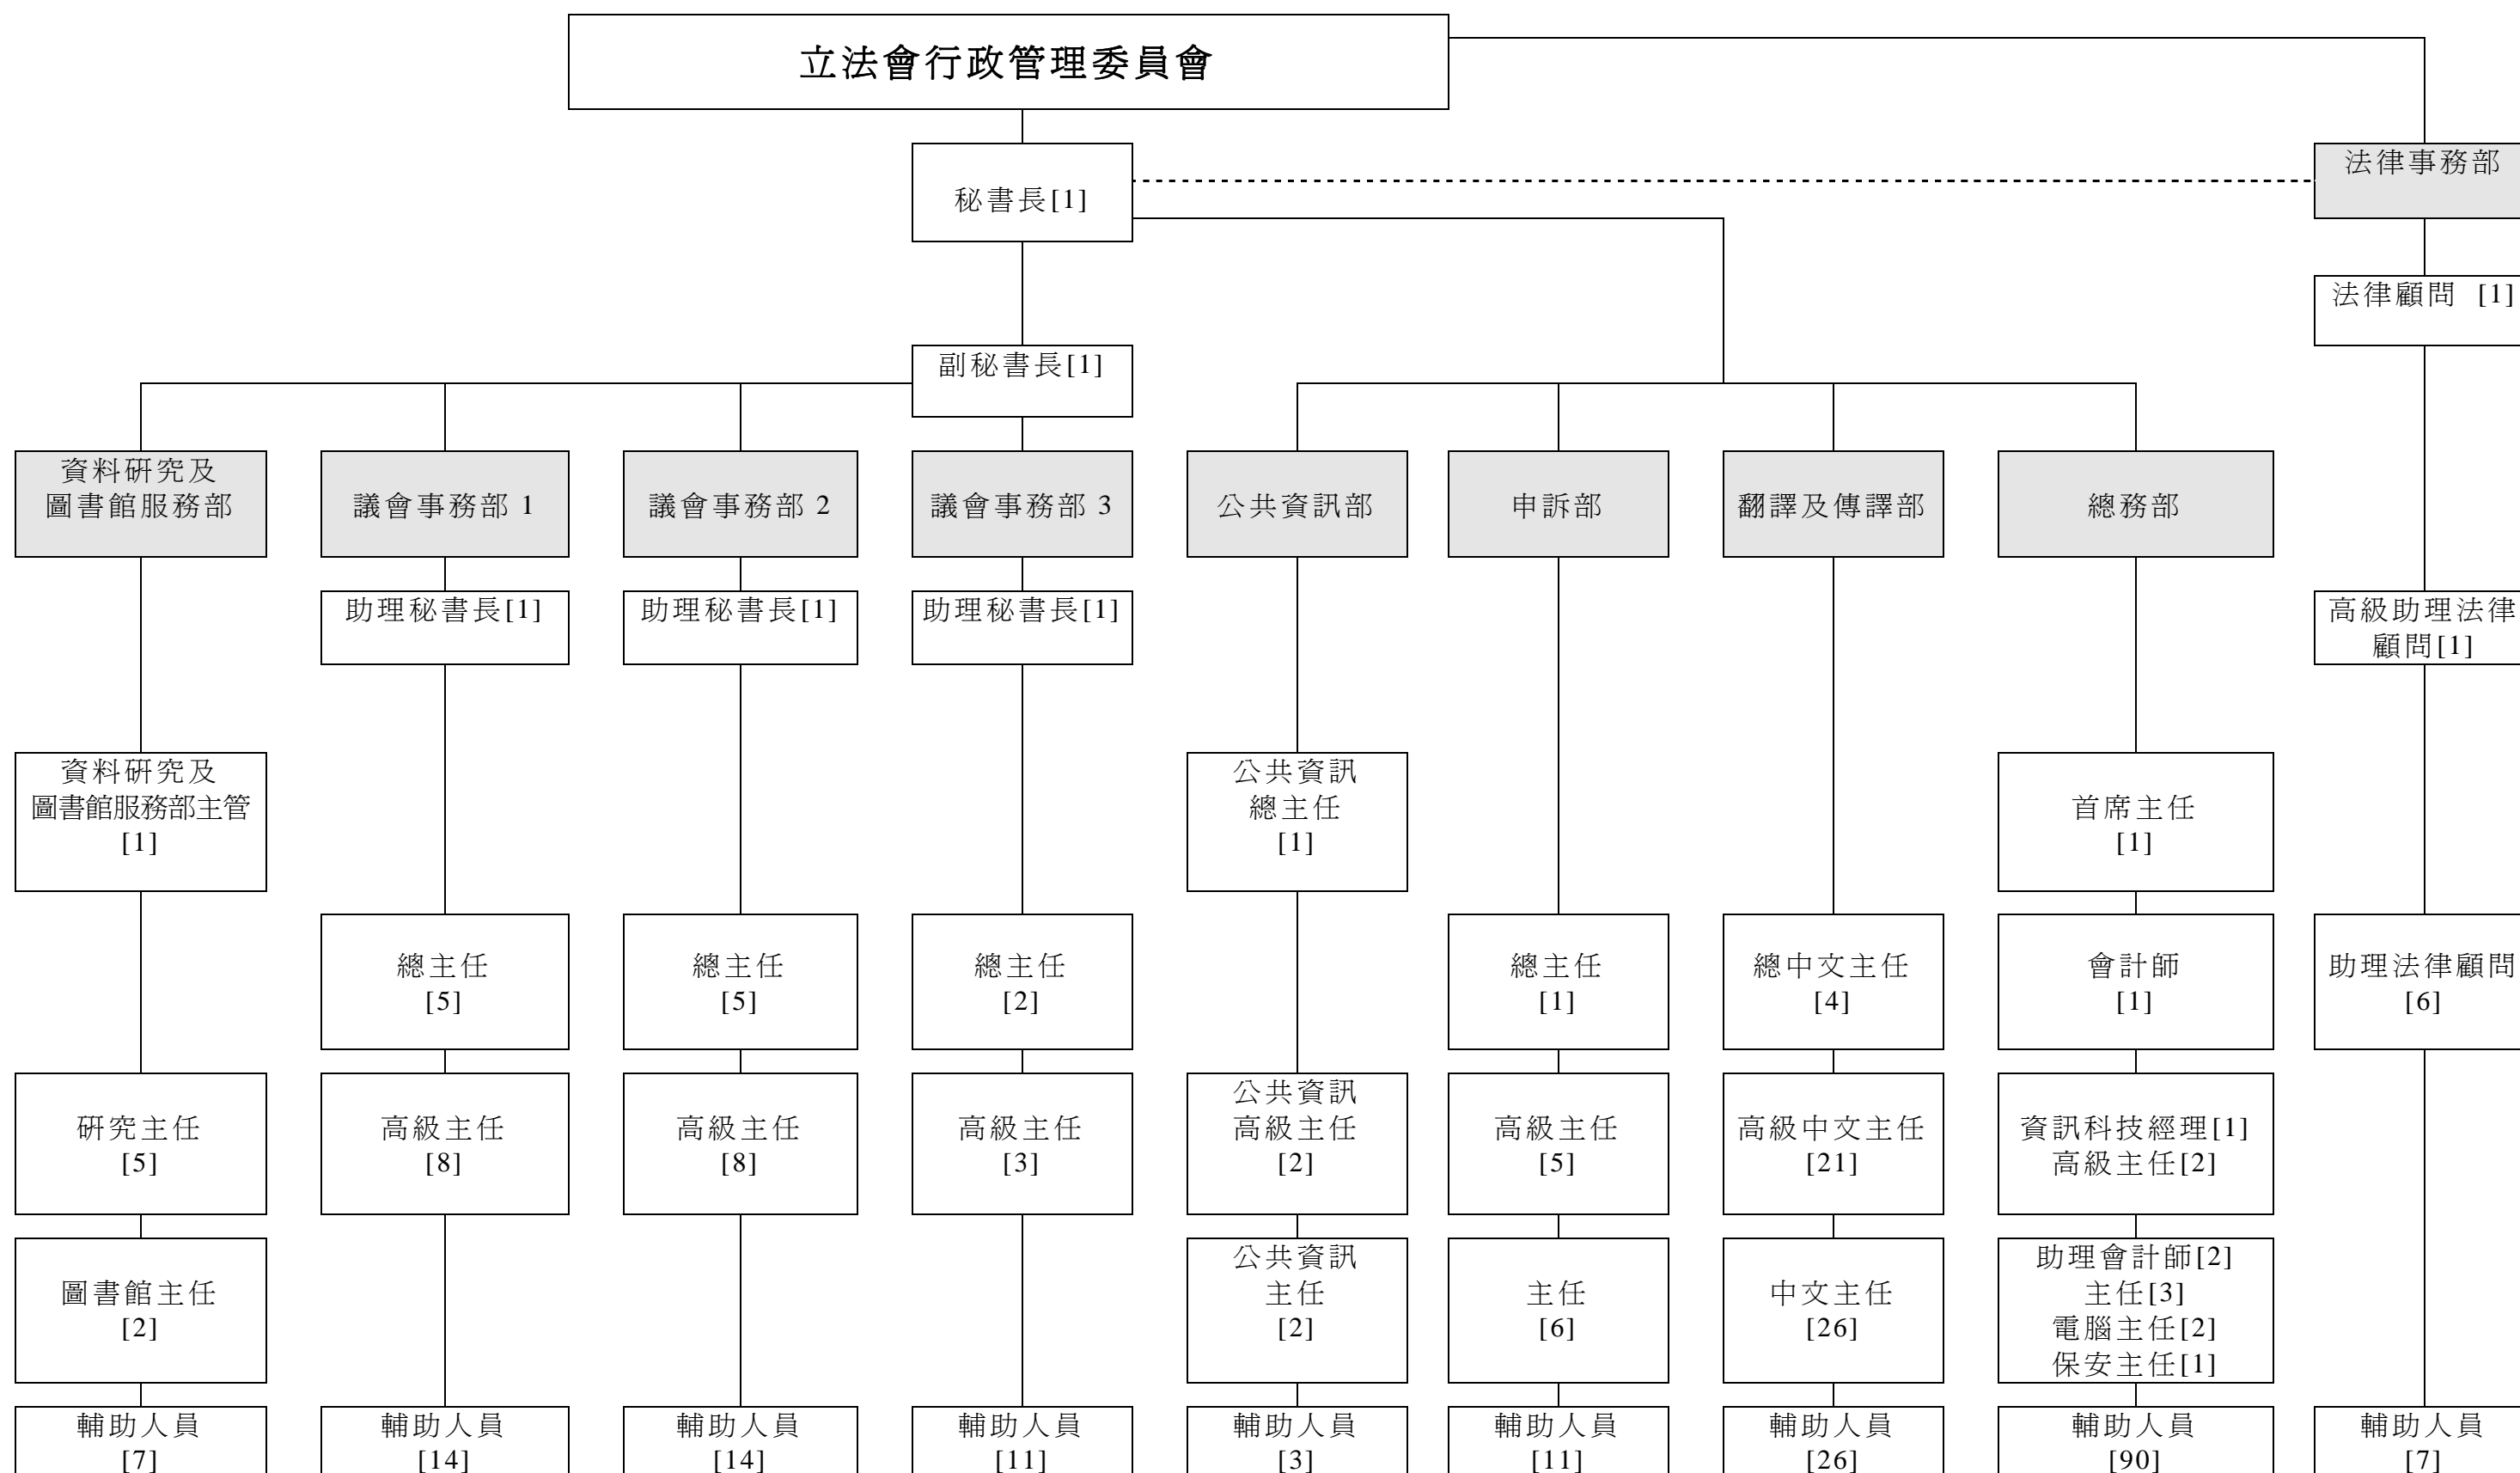 立法會行政管理委員會
秘書長[1]
法律事務部
法律顧問 [1]
副秘書長[1]
資料研究及
圖書館服務部
議會事務部 1
議會事務部 2
議會事務部 3
公共資訊部
申訴部
翻譯及傳譯部
總務部
助理秘書長[1]
助理秘書長[1]
助理秘書長[1]
高級助理法律
顧問[1]
資料研究及
圖書館服務部主管
[1]
公共資訊
總主任
[1]
首席主任
[1]
總主任
[5]
總主任
[5]
總主任
[2]
總主任
[1]
總中文主任
[4]
會計師
[1]
助理法律顧問
[6]
研究主任
[5]
高級主任
[8]
高級主任
[8]
高級主任
[3]
公共資訊
高級主任
[2]
高級主任
[5]
高級中文主任
[21]
資訊科技經理[1]
高級主任[2]
圖書館主任
[2]
公共資訊
主任
[2]
主任
[6]
中文主任
[26]
助理會計師[2]
主任[3]
電腦主任[2]
保安主任[1]
輔助人員
[7]
輔助人員
[14]
輔助人員
[14]
輔助人員
[11]
輔助人員
[3]
輔助人員
[11]
輔助人員
[26]
輔助人員
[90]
輔助人員
[7]